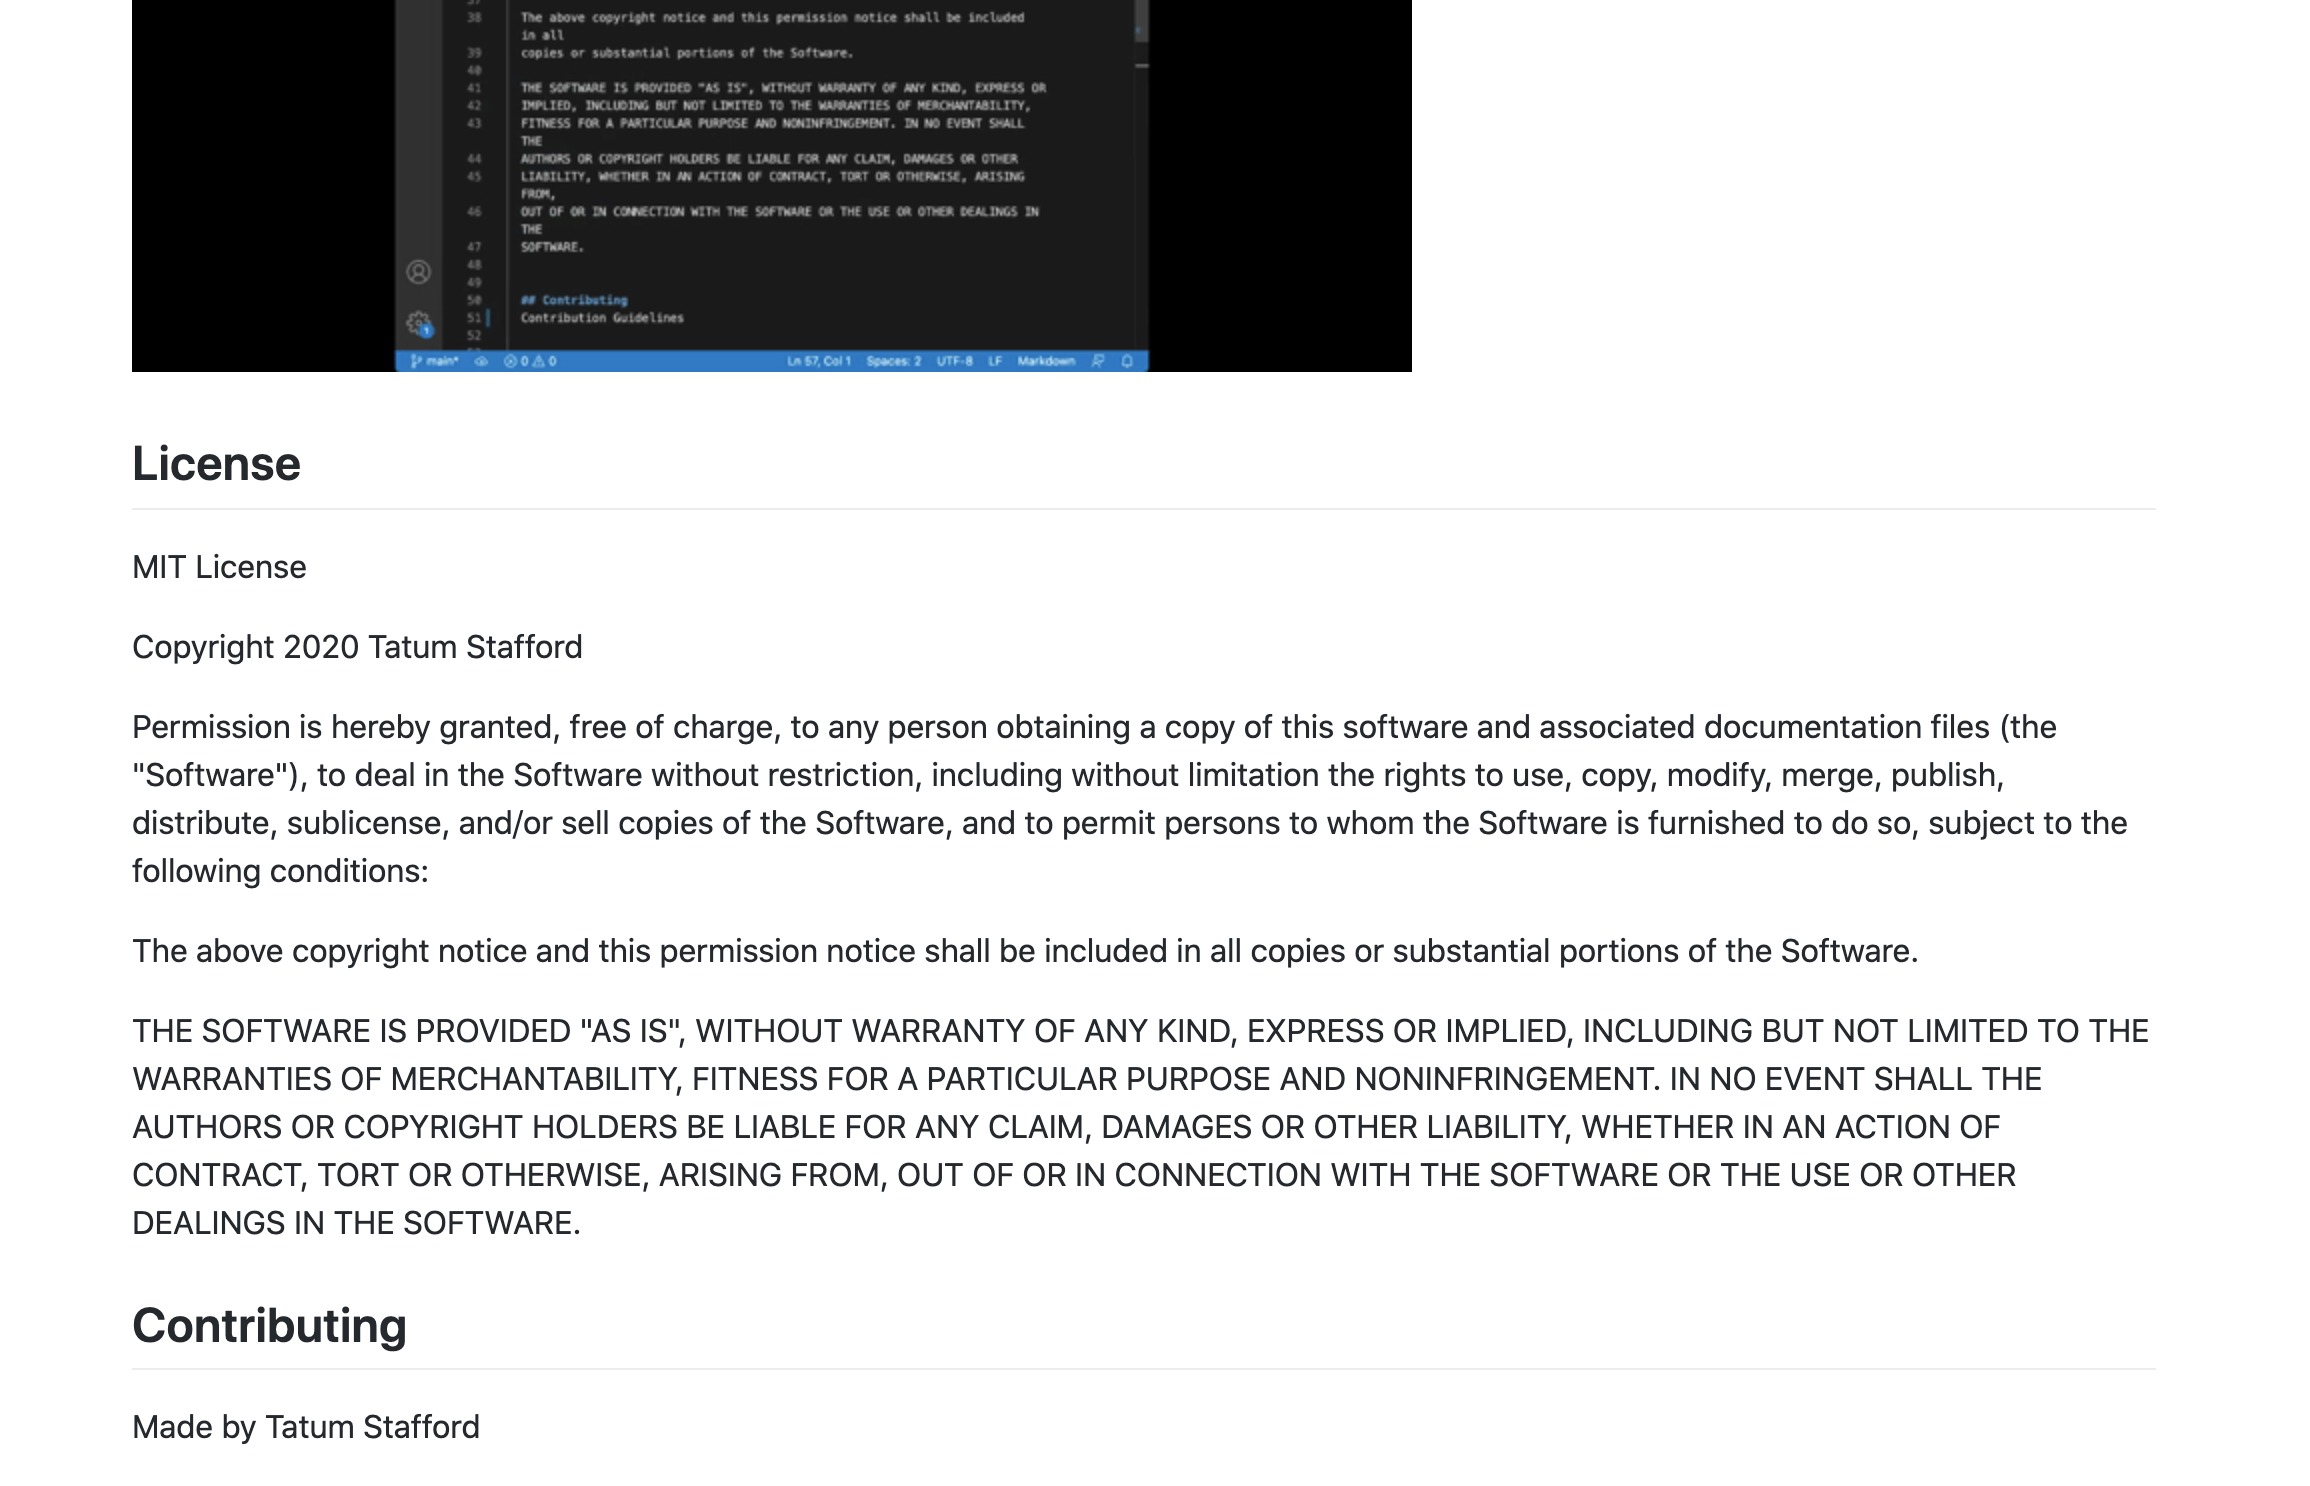 38 The above copyright notice and this permission notice shall be included
in all
39 copies or substantial portions of the Software.
40
41 THE SOFTWARE IS PROVIDED "AS IS", WITHOUT WARRANTY OF ANY KIND, EXPRESS OR
42 IMPLIED, INCLUDING BUT NOT LIMITED TO THE WARRANTIES OF MERCHANTABILITY,
43 FITNESS FOR A PARTICULAR PURPOSE AND NONINFRINGEMENT. IN NO EVENT SHALL
THE
44 AUTHORS OR COPYRIGHT HOLDERS BE LIABLE FOR ANY CLAIM, DAMAGES OR OTHER
45 LIABILITY, WHETHER IN AN ACTION OF CONTRACT, TORT OR OTHERWISE, ARISING
FROM,
46 OUT OF OR IN CONNECTION WITH THE SOFTWARE OR THE USE OR OTHER DEALINGS IN
THE
47 SOFTWARE.
48
49
50 ## Contributing
51 Contribution Guidelines
52
1
main* 0 0 Ln 57, Col 1 Spaces: 2 UTF-8 LF Markdown
License
MIT License
Copyright 2020 Tatum Stafford
Permission is hereby granted, free of charge, to any person obtaining a copy of this software and associated documentation files (the
"Software"), to deal in the Software without restriction, including without limitation the rights to use, copy, modify, merge, publish,
distribute, sublicense, and/or sell copies of the Software, and to permit persons to whom the Software is furnished to do so, subject to the
following conditions:
The above copyright notice and this permission notice shall be included in all copies or substantial portions of the Software.
THE SOFTWARE IS PROVIDED "AS IS", WITHOUT WARRANTY OF ANY KIND, EXPRESS OR IMPLIED, INCLUDING BUT NOT LIMITED TO THE
WARRANTIES OF MERCHANTABILITY, FITNESS FOR A PARTICULAR PURPOSE AND NONINFRINGEMENT. IN NO EVENT SHALL THE
AUTHORS OR COPYRIGHT HOLDERS BE LIABLE FOR ANY CLAIM, DAMAGES OR OTHER LIABILITY, WHETHER IN AN ACTION OF
CONTRACT, TORT OR OTHERWISE, ARISING FROM, OUT OF OR IN CONNECTION WITH THE SOFTWARE OR THE USE OR OTHER
DEALINGS IN THE SOFTWARE.
Contributing
Made by Tatum Stafford